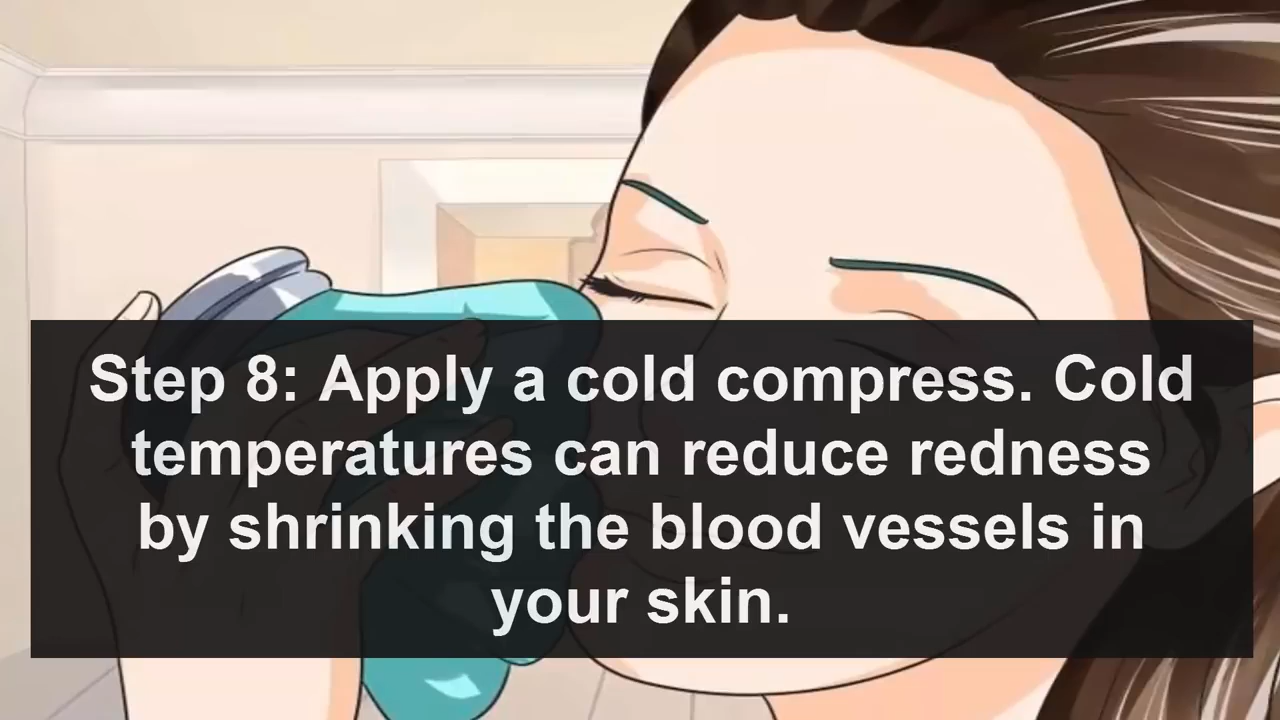 Step 8: Apply a cold compress. Cold
temperatures can reduce redness
by shrinking the blood vessels in
your skin.